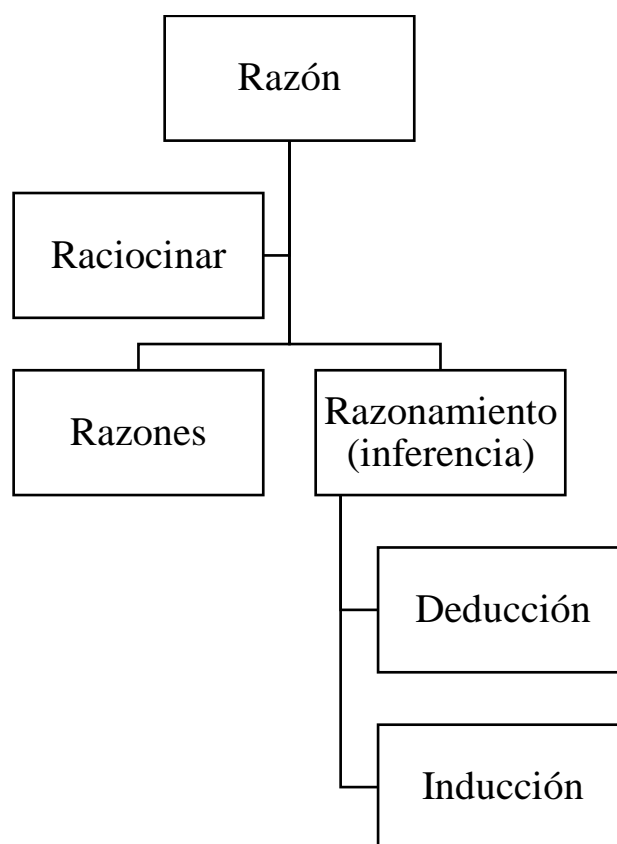 Razón
Raciocinar
Razones
Razonamiento
(inferencia)
Deducción
Inducción